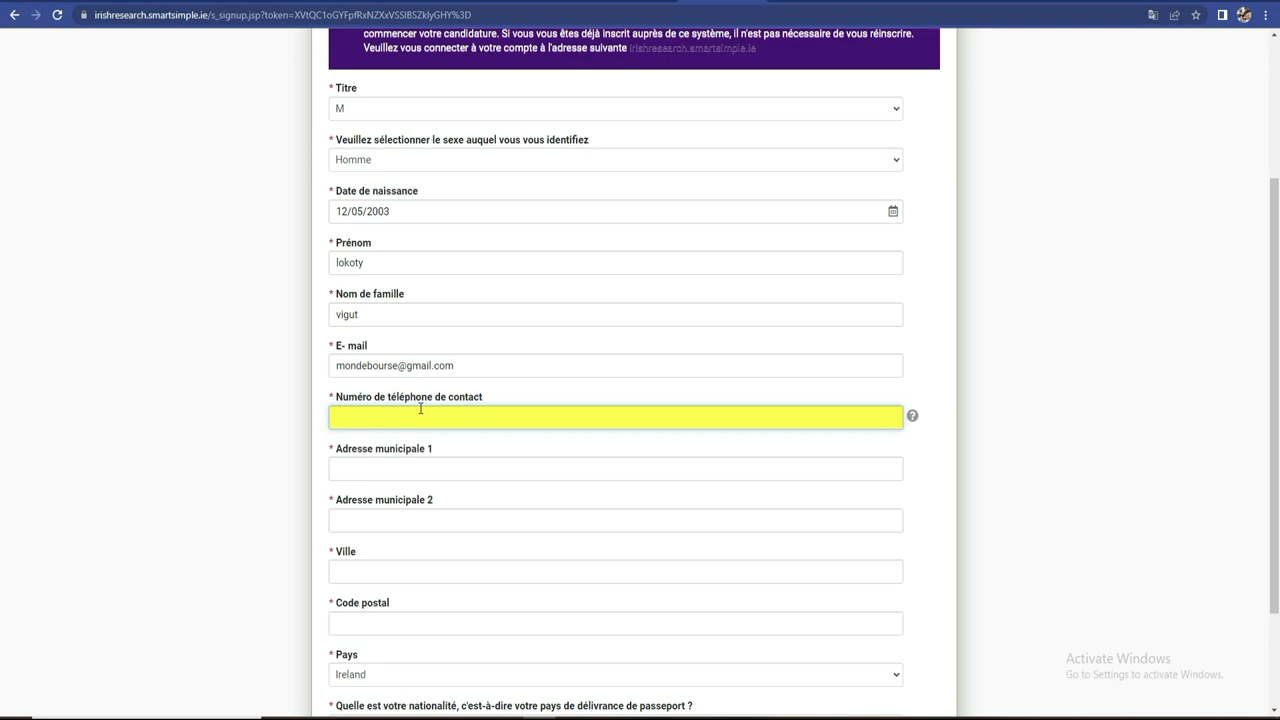 irishresearch.smartsimple.ie/s_signup.jsp?token=XVtQC1oGYFpfRxNZXxVSSlBSZkIyGHY%3D
commencer votre candidature. Si vous vous êtes déjà inscrit auprès de ce système, il n'est pas nécessaire de vous réinscrire.
Veuillez vous connecter à votre compte à l'adresse suivante irishresearch.smartsimple.ie
* Titre
M
* Veuillez sélectionner le sexe auquel vous vous identifiez
Homme
* Date de naissance
12/05/2003
* Prénom
lokoty
* Nom de famille
vigut
* E- mail
mondebourse@gmail.com
* Numéro de téléphone de contact
?
* Adresse municipale 1
* Adresse municipale 2
* Ville
* Code postal
* Pays
Ireland
* Quelle est votre nationalité, c'est-à-dire votre pays de délivrance de passeport ?
Activate Windows
Go to Settings to activate Windows.